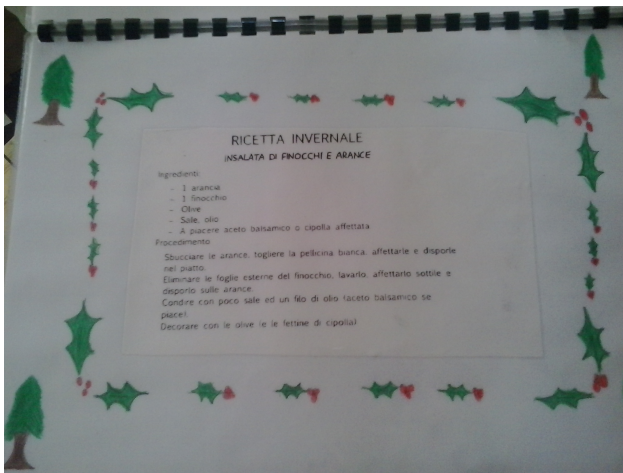 RICETTA INVERNALE
INSALATA DI FINOCCHI E ARANCE
Ingredienti:
- 1 arancia
- 1 finocchio
- Olive
- Sale, olio
- A piacere aceto balsamico o cipolla affettata
Procedimento
Sbucciare le arance, togliere la pellicina bianca, affettarle e disporle
nel piatto.
Eliminare le foglie esterne del finocchio, lavarlo, affettarlo sottile e
disporlo sulle arance.
Condire con poco sale ed un filo di olio (aceto balsamico se
piace).
Decorare con le olive (e le fettine di cipolla)